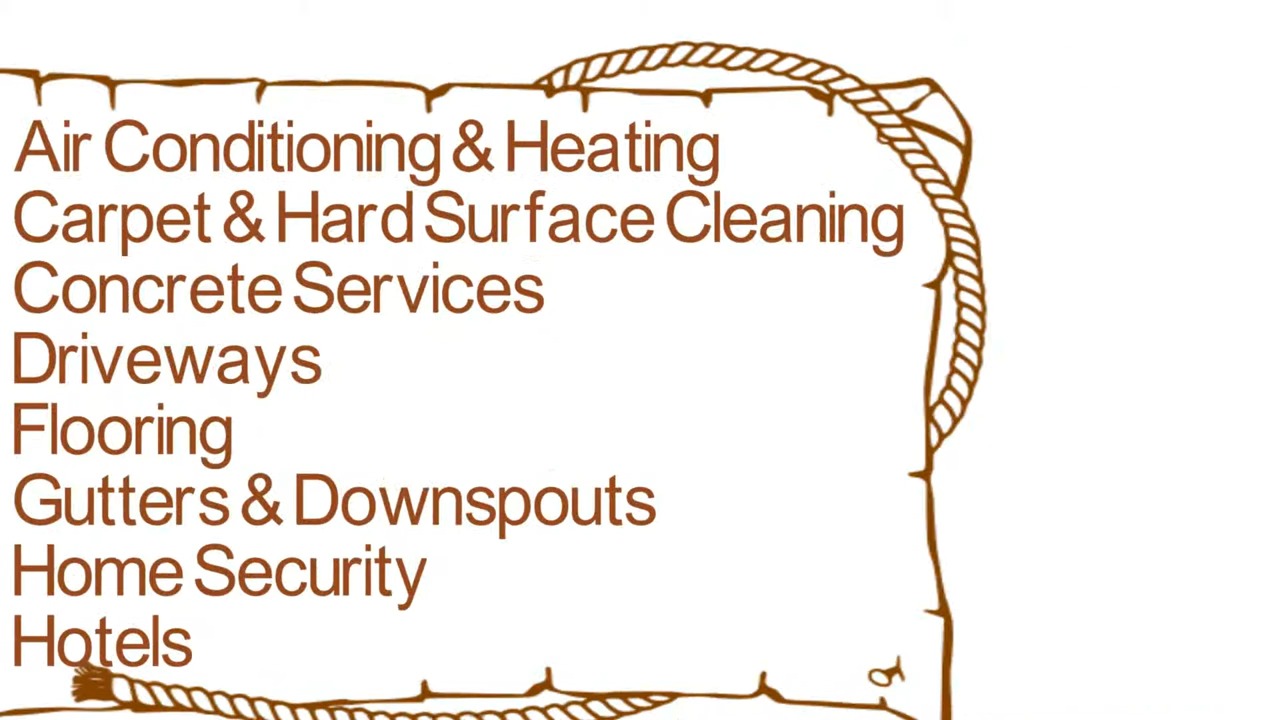 Air Conditioning & Heating
Carpet & Hard Surface Cleaning
Concrete Services
Driveways
Flooring
Gutters & Downspouts
Home Security
Hotels